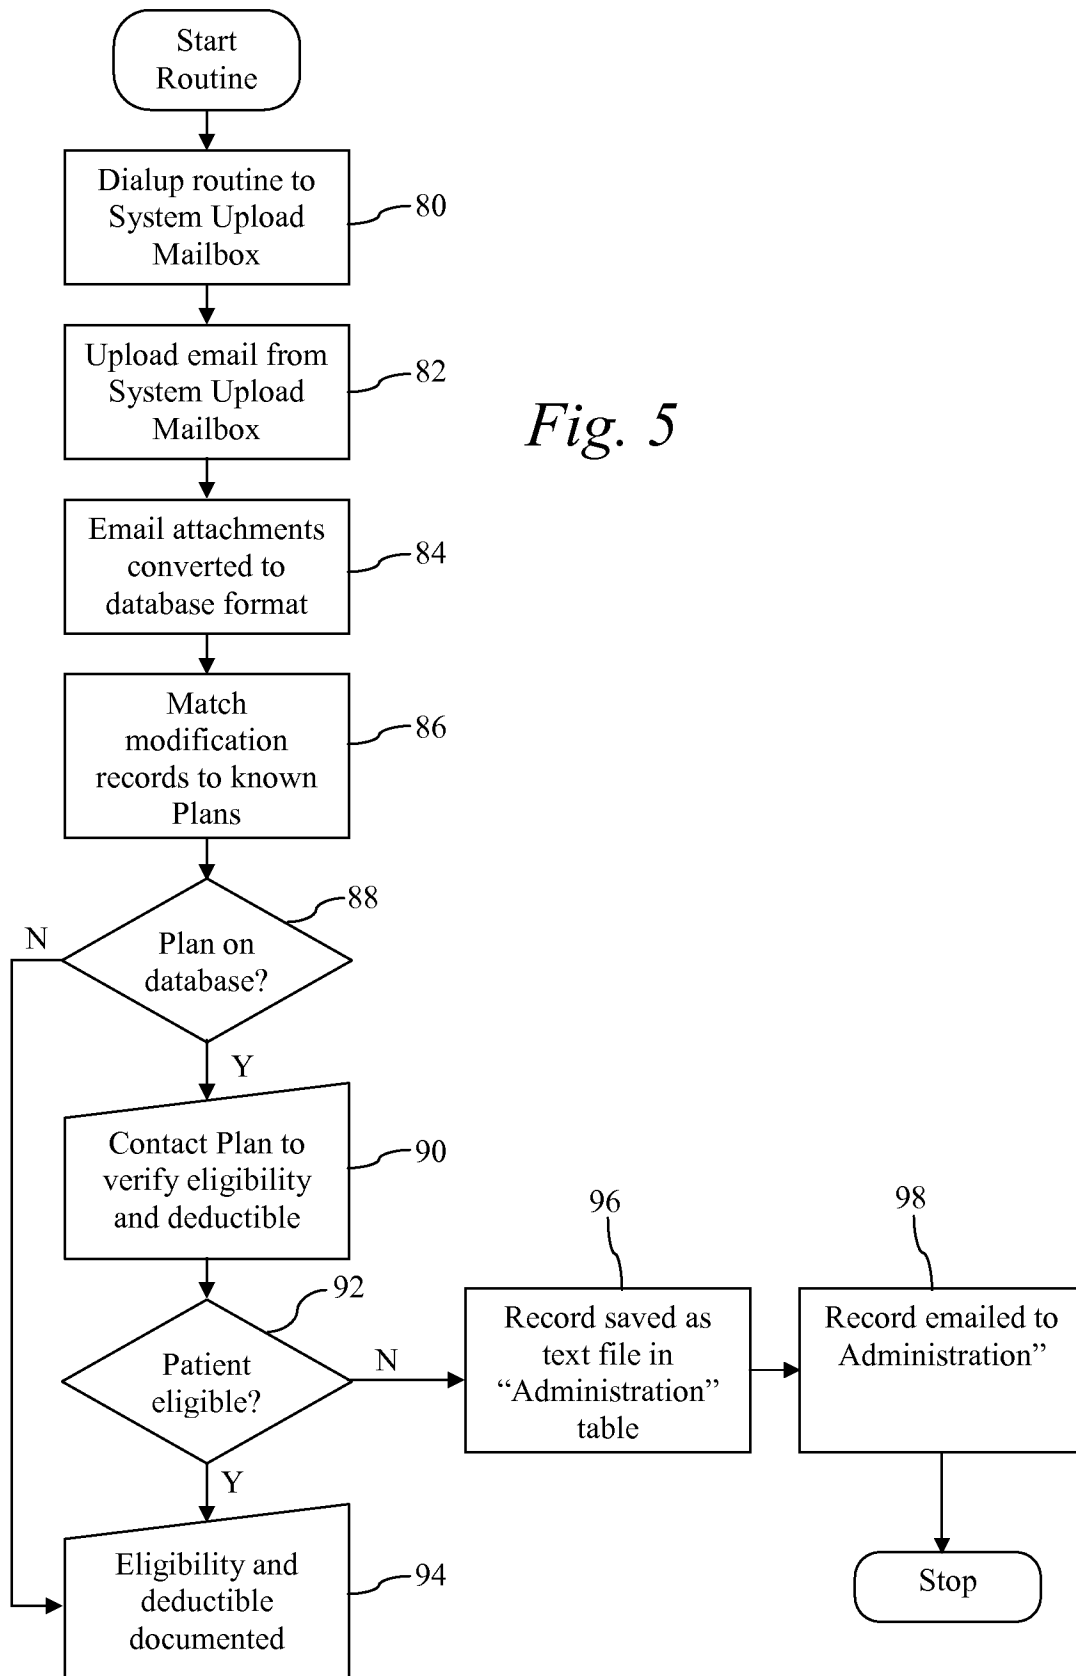 Start
Routine
Dialup routine to
System Upload
Mailbox
80
Upload email from
System Upload
Mailbox
82
Fig. 5
Email attachments
converted to
database format
84
Match
modification
records to known
Plans
86
88
N
Plan on
database?
Y
Contact Plan to
verify eligibility
and deductible
90
92
Patient
eligible?
N
96
Record saved as
text file in
“Administration”
table
98
Record emailed to
Administration”
Y
Eligibility and
deductible
documented
94
Stop